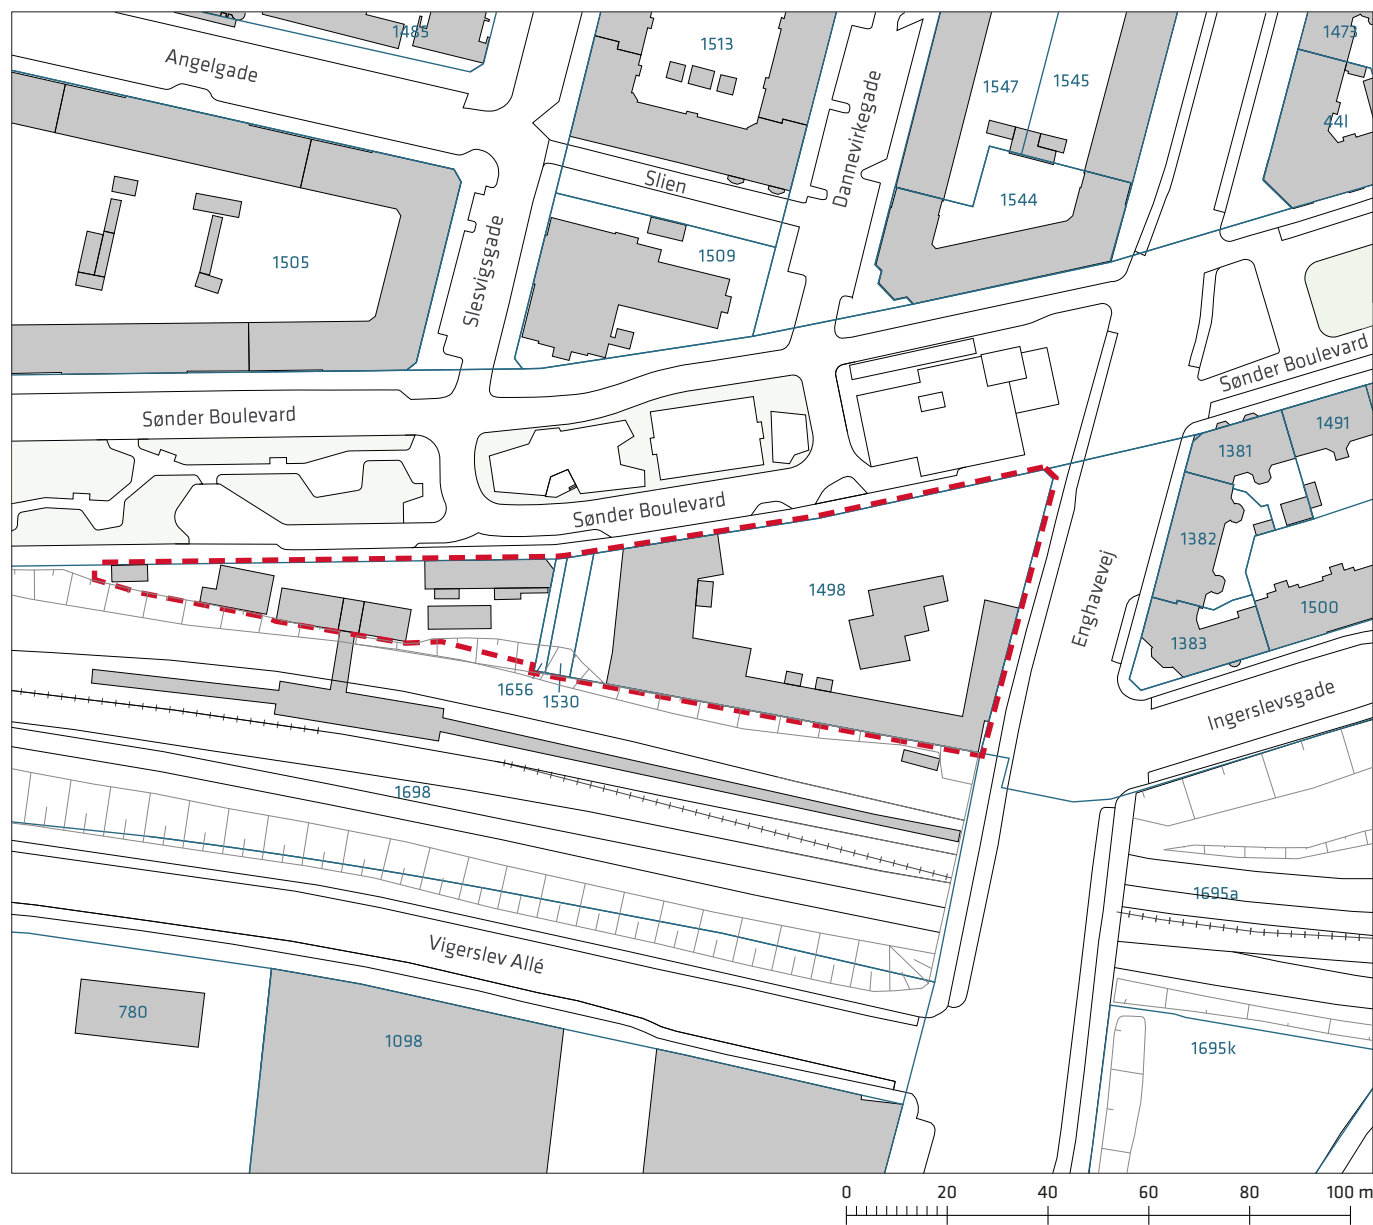 1485
1513
1473
Angelgade
1547
1545
44l
Dannevirkegade
Slien
1544
1505
Slesvigsgade
1509
Sønder Boulevard
Sønder Boulevard
1491
1381
Sønder Boulevard
1382
1498
Enghavevej
1500
1383
1656
1530
Ingerslevsgade
1698
1695a
Vigerslev Allé
780
1098
1695k
0 20 40 60 80 100 m